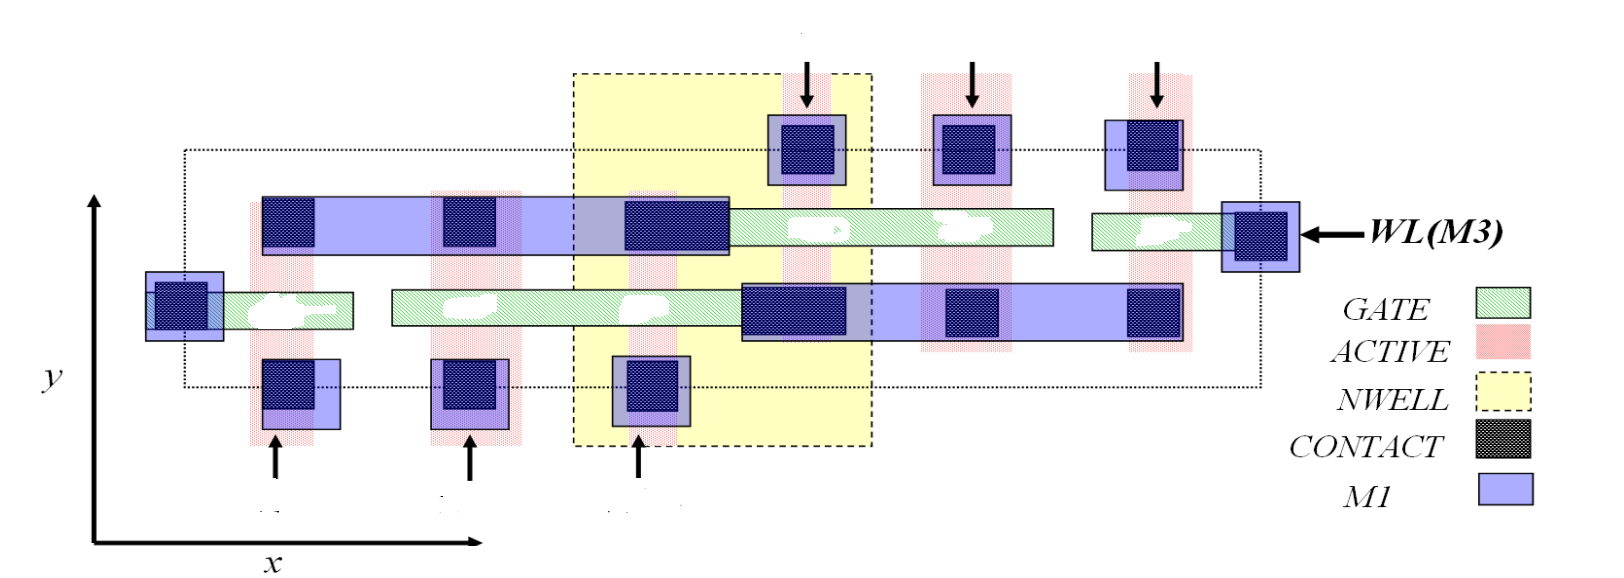 WL(M3)
GATE
ACTIVE
NWELL
CONTACT
M1
y
x